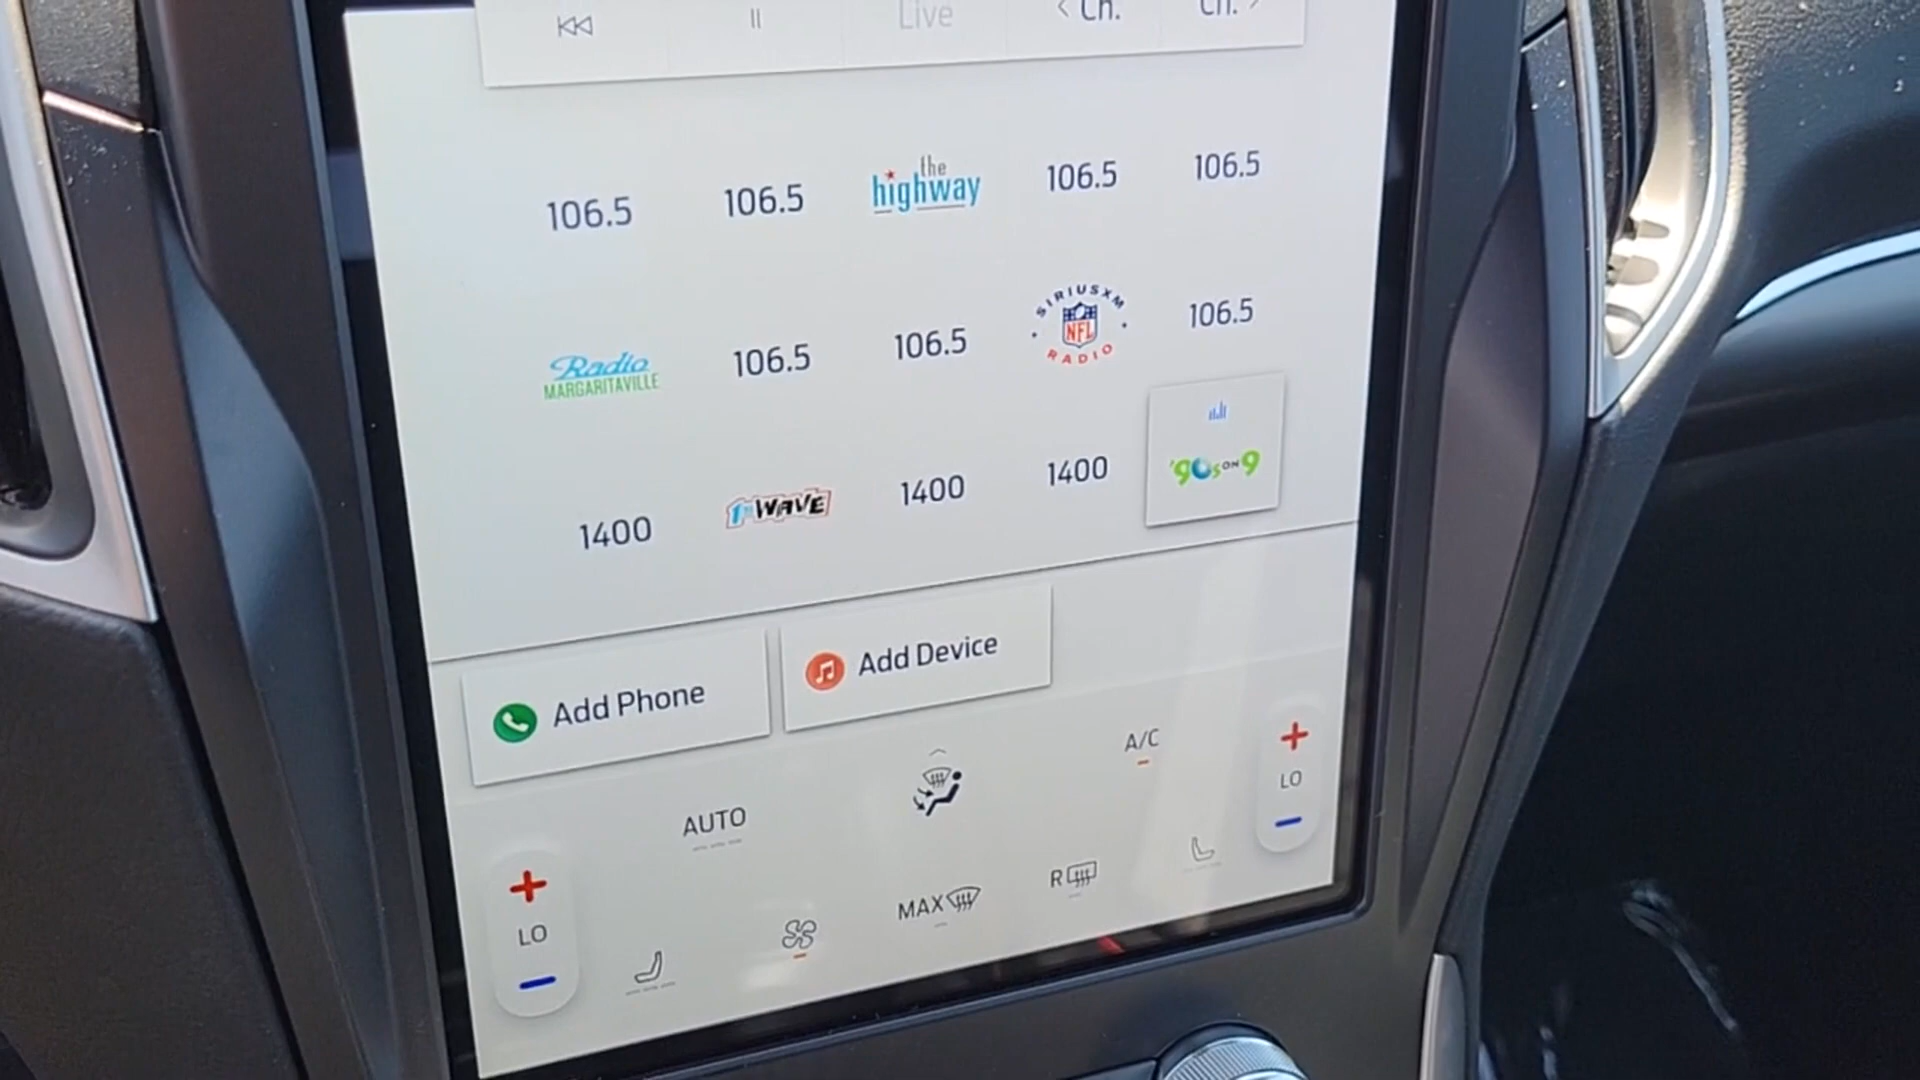 Live
< Ch.
Ch. >
106.5
106.5
the
highway
106.5
106.5
Radio
MARGARITAVILLE
106.5
106.5
SIRIUSXM
NFL
RADIO
106.5
1400
1ST WAVE
1400
1400
'90s ON 9
Add Phone
Add Device
AUTO
A/C
LO
LO
MAX
R